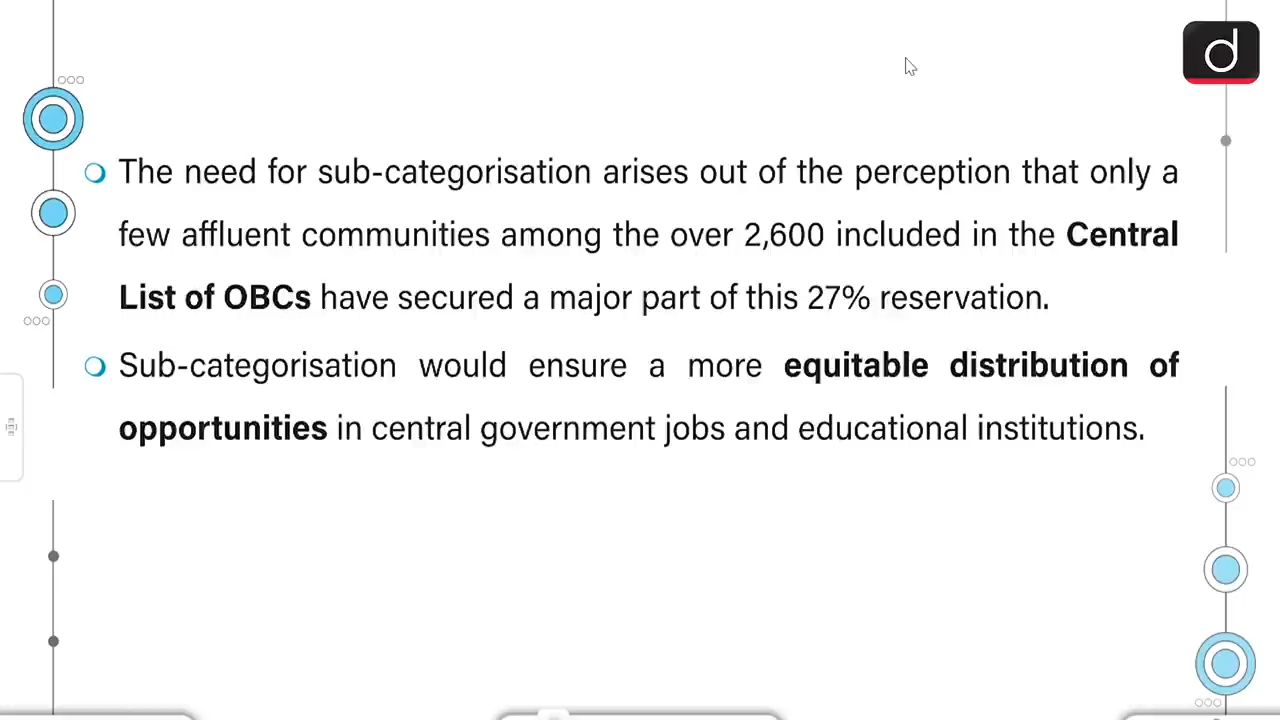 d
The need for sub-categorisation arises out of the perception that only a
few affluent communities among the over 2,600 included in the Central
List of OBCs have secured a major part of this 27% reservation.
Sub-categorisation would ensure a more equitable distribution of
opportunities in central government jobs and educational institutions.